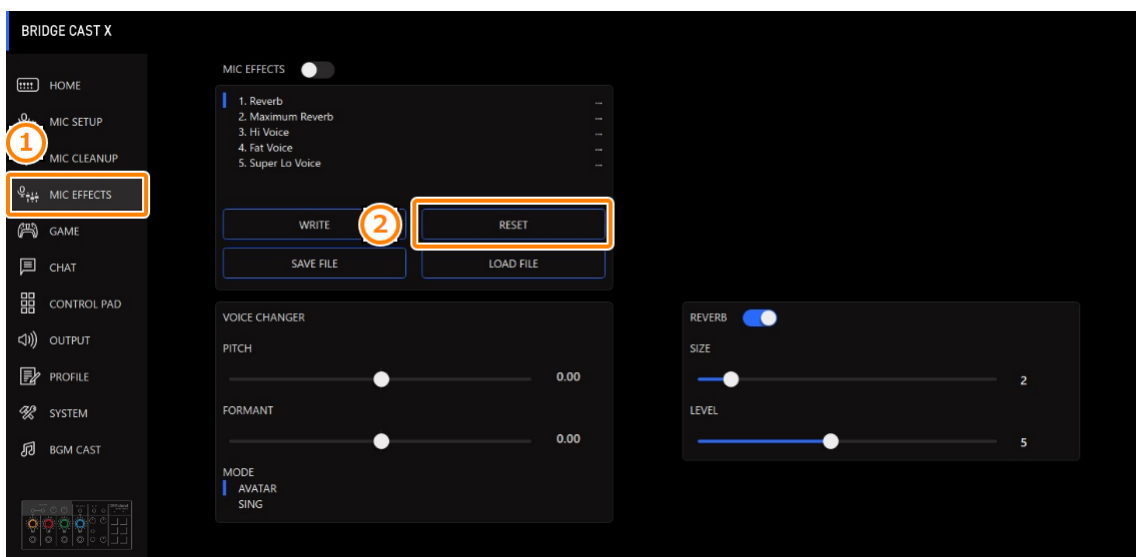 BRIDGE CAST X
HOME
MIC SETUP
1
MIC CLEANUP
MIC EFFECTS
GAME
CHAT
CONTROL PAD
OUTPUT
PROFILE
SYSTEM
BGM CAST
MIC EFFECTS
1. Reverb ...
2. Maximum Reverb ...
3. Hi Voice ...
4. Fat Voice ...
5. Super Lo Voice ...
WRITE
2
RESET
SAVE FILE
LOAD FILE
VOICE CHANGER
PITCH
0.00
FORMANT
0.00
MODE
AVATAR
SING
REVERB
SIZE
2
LEVEL
5